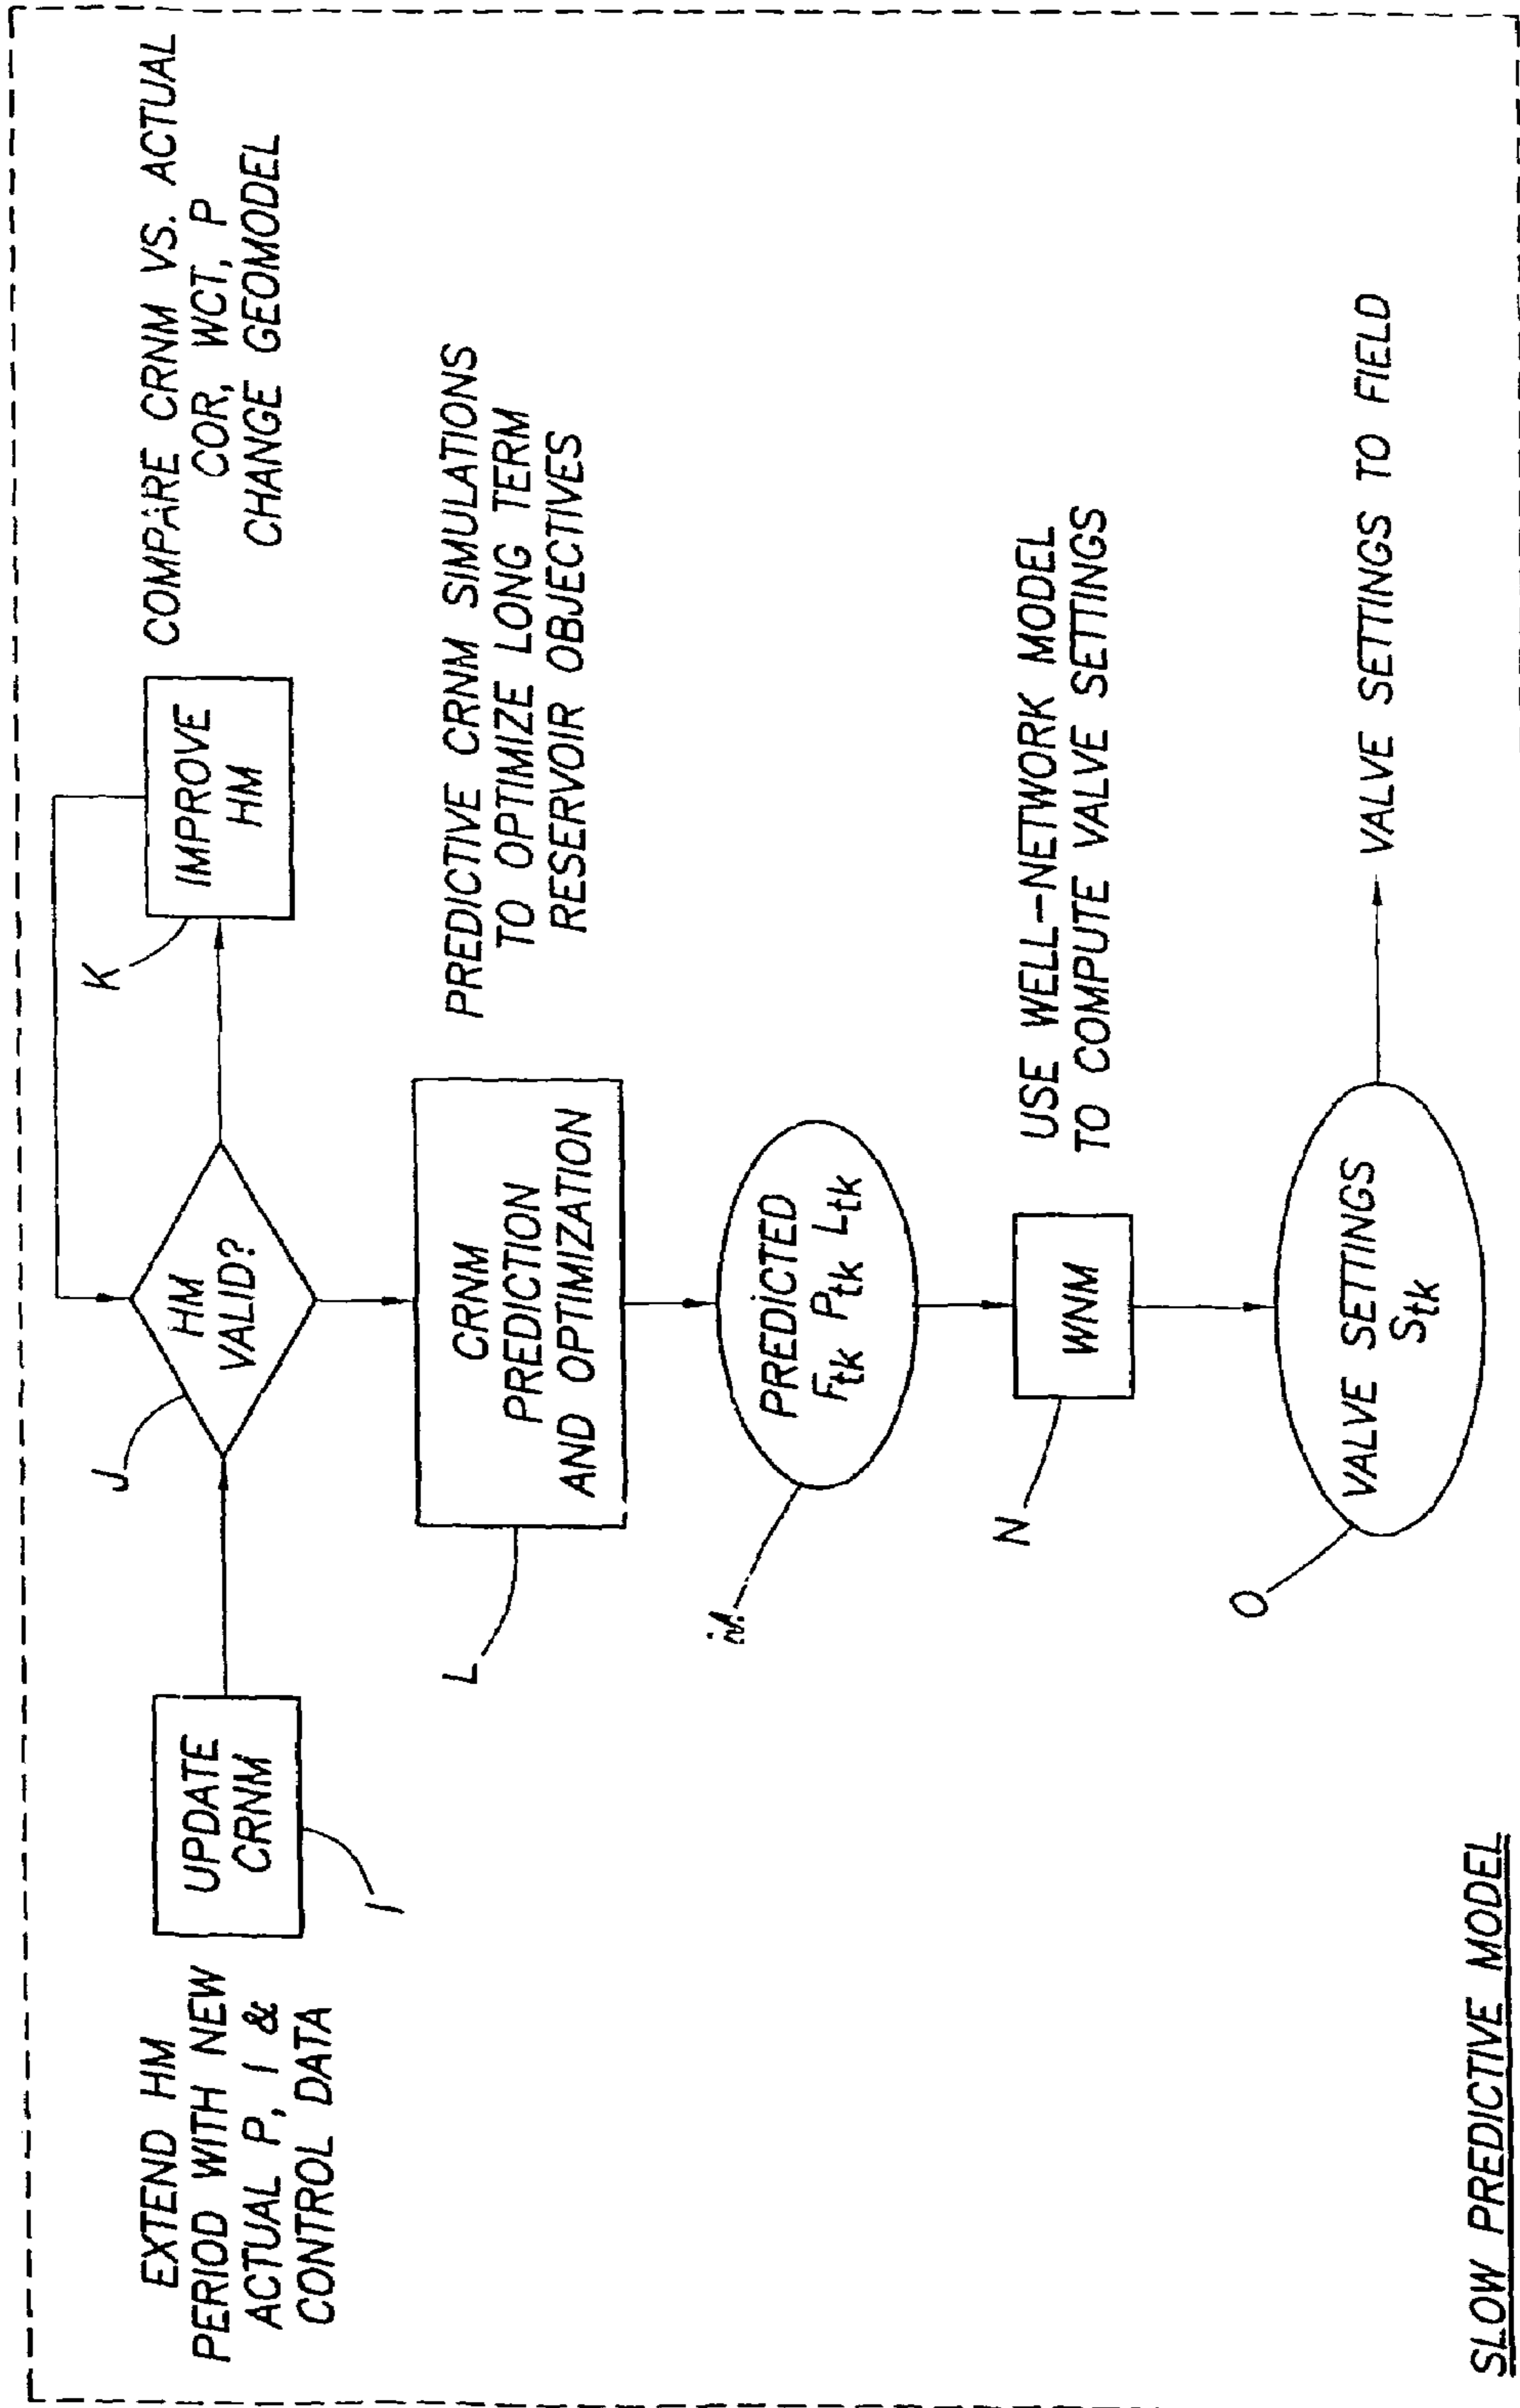 EXTEND HM
PERIOD WITH NEW
ACTUAL P, I &
CONTROL DATA
UPDATE
CRNM
I
J
HM
VALID?
K
IMPROVE
HM
COMPARE CRNM VS. ACTUAL
COR, WCT, P
CHANGE GEOMODEL
L
CRNM
PREDICTION
AND OPTIMIZATION
PREDICTIVE CRNM SIMULATIONS
TO OPTIMIZE LONG TERM
RESERVOIR OBJECTIVES
M
PREDICTED
Ftk Ptk Ltk
N
WNM
USE WELL-NETWORK MODEL
TO COMPUTE VALVE SETTINGS
O
VALVE SETTINGS
Stk
VALVE SETTINGS TO FIELD
SLOW PREDICTIVE MODEL